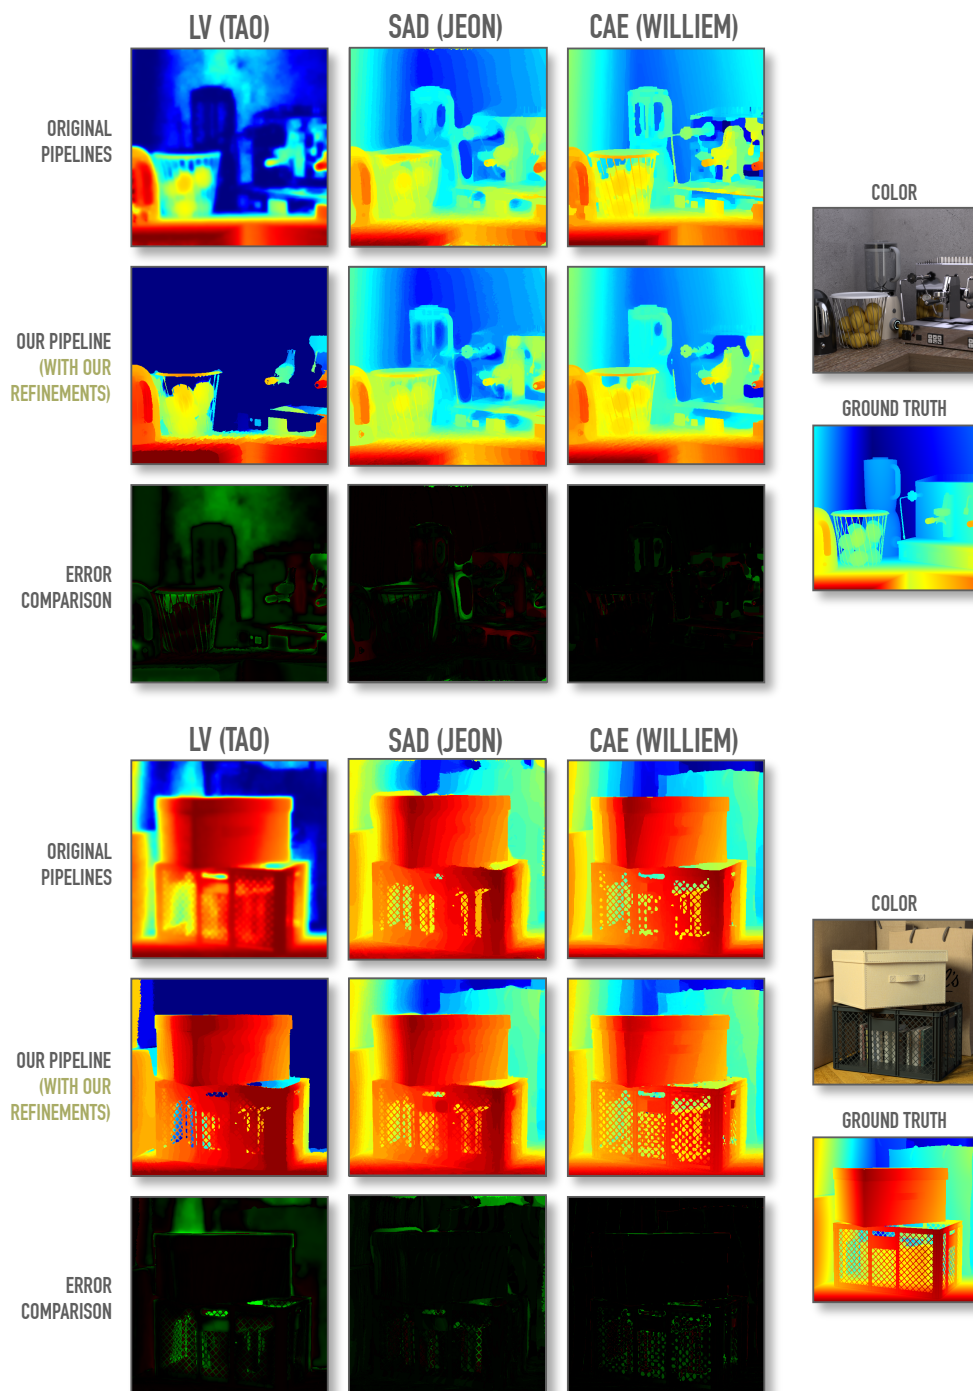 LV (TAO)
SAD (JEON)
CAE (WILLIEM)
ORIGINAL
PIPELINES
COLOR
OUR PIPELINE
(WITH OUR
REFINEMENTS)
GROUND TRUTH
ERROR
COMPARISON
LV (TAO)
SAD (JEON)
CAE (WILLIEM)
ORIGINAL
PIPELINES
COLOR
OUR PIPELINE
(WITH OUR
REFINEMENTS)
GROUND TRUTH
ERROR
COMPARISON